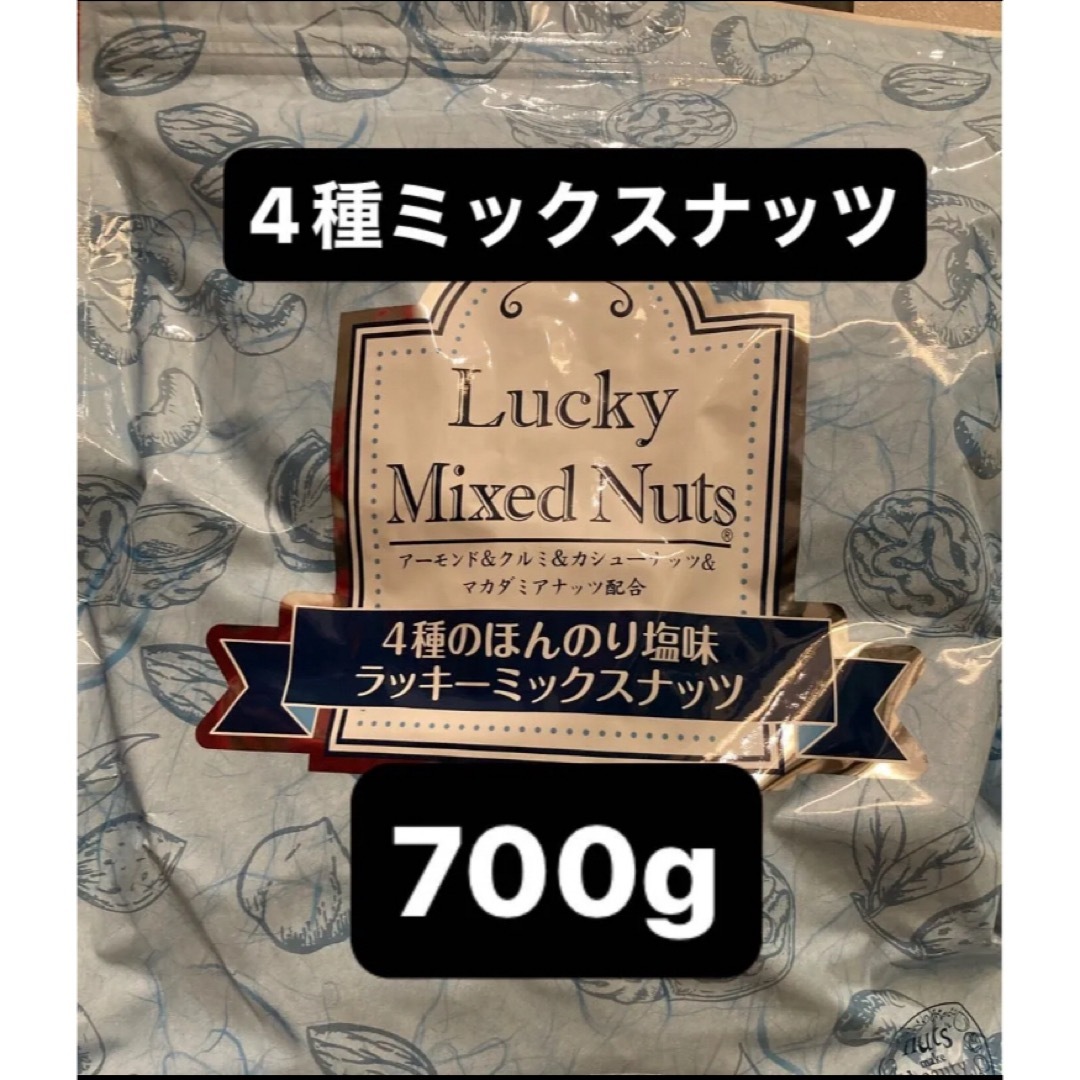 4種ミックスナッツ
Lucky
Mixed Nuts®
アーモンド&クルミ&カシューナッツ&
マカダミアナッツ配合
4種のほんのり塩味
ラッキーミックスナッツ
700g
nuts
make